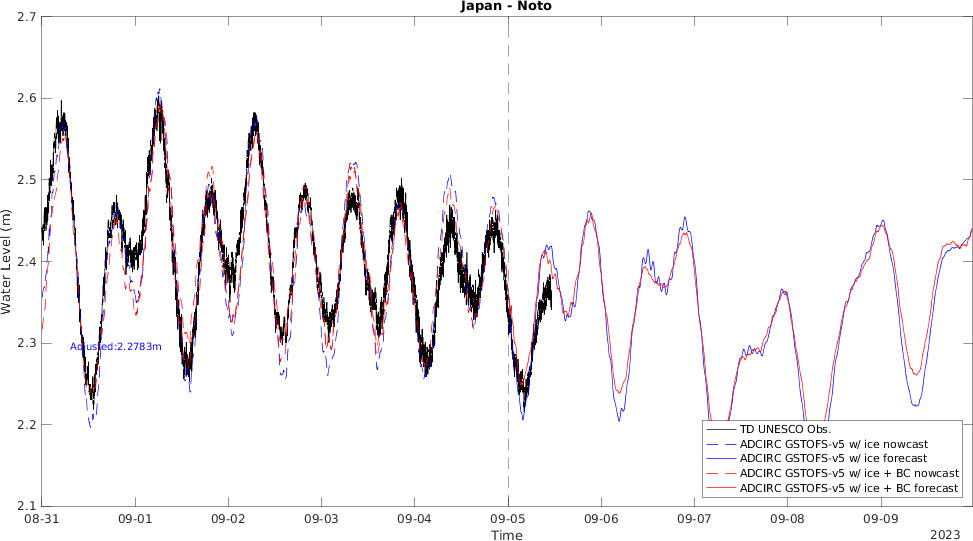 Japan - Noto
2.7
2.6
2.5
2.4
2.3
2.2
2.1
Water Level (m)
Adjusted:2.2783m
TD UNESCO Obs.
ADCIRC GSTOFS-v5 w/ ice nowcast
ADCIRC GSTOFS-v5 w/ ice forecast
ADCIRC GSTOFS-v5 w/ ice + BC nowcast
ADCIRC GSTOFS-v5 w/ ice + BC forecast
08-31 09-01 09-02 09-03 09-04 09-05 09-06 09-07 09-08 09-09
Time
2023